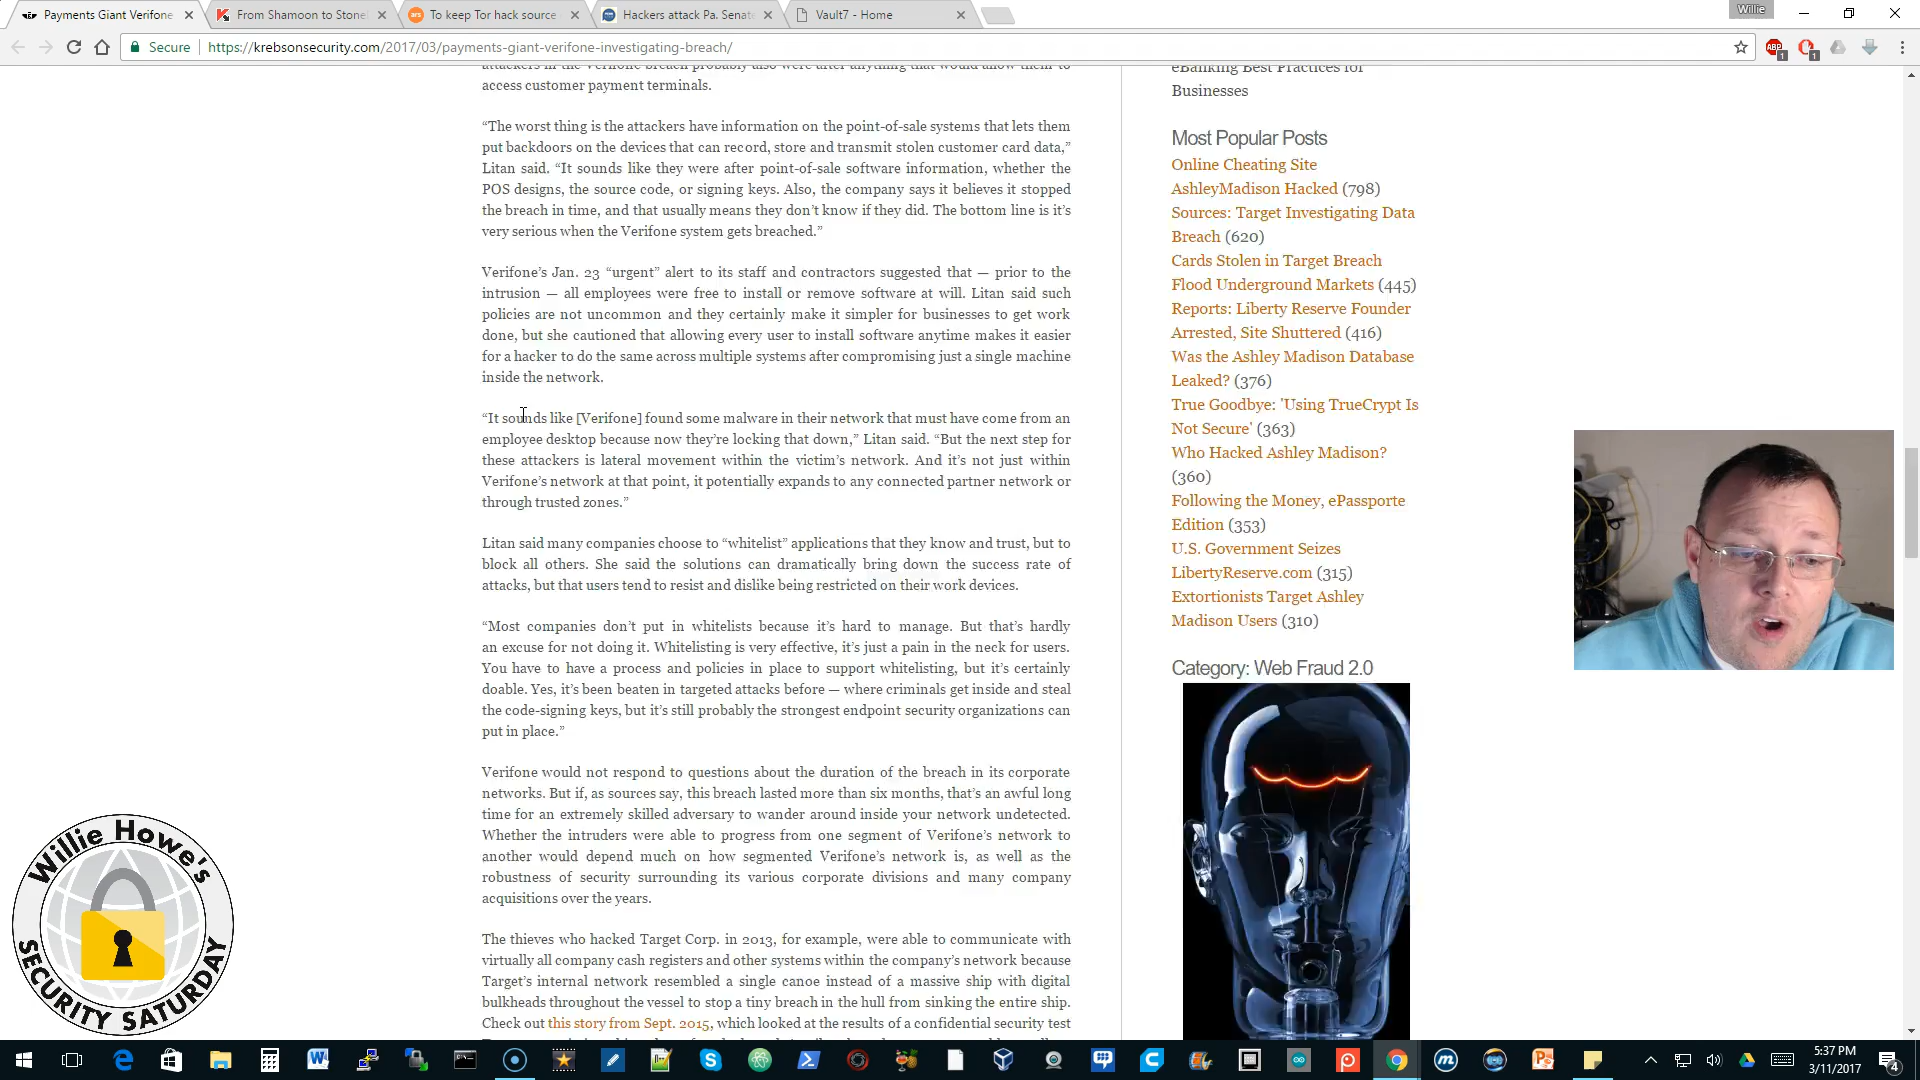 Payments Giant Verifone
From Shamoon to Stone
To keep Tor hack source
Hackers attack Pa. Senat
Vault7 - Home
Willie
Secure
https://krebsonsecurity.com/2017/03/payments-giant-verifone-investigating-breach/
ABP
1
1
attackers in the Verifone breach probably also were after anything that would allow them to
access customer payment terminals.
“The worst thing is the attackers have information on the point-of-sale systems that lets them
put backdoors on the devices that can record, store and transmit stolen customer card data,”
Litan said. “It sounds like they were after point-of-sale software information, whether the
POS designs, the source code, or signing keys. Also, the company says it believes it stopped
the breach in time, and that usually means they don’t know if they did. The bottom line is it’s
very serious when the Verifone system gets breached.”
Verifone’s Jan. 23 “urgent” alert to its staff and contractors suggested that — prior to the
intrusion — all employees were free to install or remove software at will. Litan said such
policies are not uncommon and they certainly make it simpler for businesses to get work
done, but she cautioned that allowing every user to install software anytime makes it easier
for a hacker to do the same across multiple systems after compromising just a single machine
inside the network.
“It sounds like [Verifone] found some malware in their network that must have come from an
employee desktop because now they’re locking that down,” Litan said. “But the next step for
these attackers is lateral movement within the victim’s network. And it’s not just within
Verifone’s network at that point, it potentially expands to any connected partner network or
through trusted zones.”
Litan said many companies choose to “whitelist” applications that they know and trust, but to
block all others. She said the solutions can dramatically bring down the success rate of
attacks, but that users tend to resist and dislike being restricted on their work devices.
“Most companies don’t put in whitelists because it’s hard to manage. But that’s hardly
an excuse for not doing it. Whitelisting is very effective, it’s just a pain in the neck for users.
You have to have a process and policies in place to support whitelisting, but it’s certainly
doable. Yes, it’s been beaten in targeted attacks before — where criminals get inside and steal
the code-signing keys, but it’s still probably the strongest endpoint security organizations can
put in place.”
Verifone would not respond to questions about the duration of the breach in its corporate
networks. But if, as sources say, this breach lasted more than six months, that’s an awful long
time for an extremely skilled adversary to wander around inside your network undetected.
Whether the intruders were able to progress from one segment of Verifone’s network to
another would depend much on how segmented Verifone’s network is, as well as the
robustness of security surrounding its various corporate divisions and many company
acquisitions over the years.
The thieves who hacked Target Corp. in 2013, for example, were able to communicate with
virtually all company cash registers and other systems within the company’s network because
Target’s internal network resembled a single canoe instead of a massive ship with digital
bulkheads throughout the vessel to stop a tiny breach in the hull from sinking the entire ship.
Check out this story from Sept. 2015, which looked at the results of a confidential security test
eBanking Best Practices for
Businesses
Most Popular Posts
Online Cheating Site
AshleyMadison Hacked (798)
Sources: Target Investigating Data
Breach (620)
Cards Stolen in Target Breach
Flood Underground Markets (445)
Reports: Liberty Reserve Founder
Arrested, Site Shuttered (416)
Was the Ashley Madison Database
Leaked? (376)
True Goodbye: 'Using TrueCrypt Is
Not Secure' (363)
Who Hacked Ashley Madison?
(360)
Following the Money, ePassporte
Edition (353)
U.S. Government Seizes
LibertyReserve.com (315)
Extortionists Target Ashley
Madison Users (310)
Category: Web Fraud 2.0
Willie Howe's
SECURITY SATURDAY
5:37 PM
3/11/2017
4